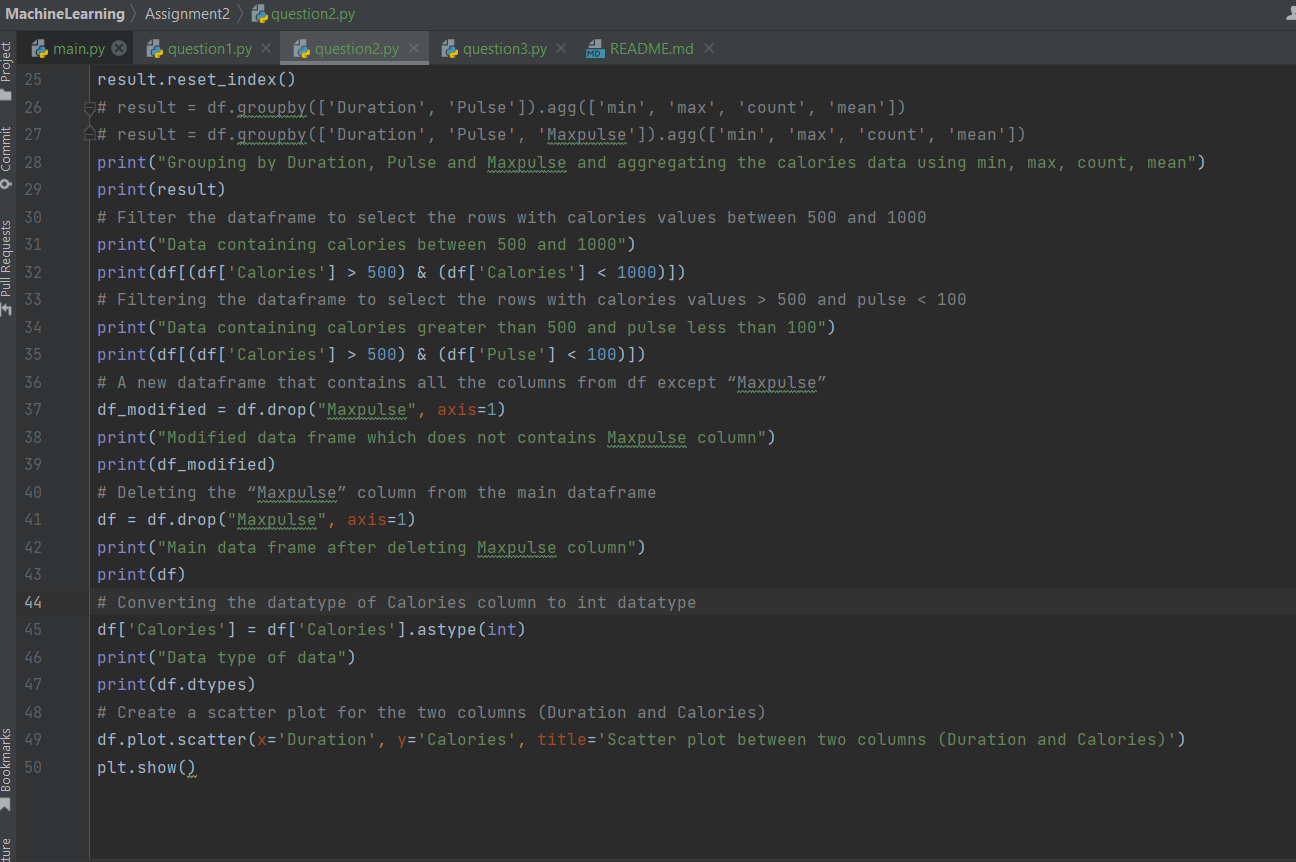 MachineLearning Assignment2 question2.py
main.py question1.py question2.py question3.py README.md
Project
Commit
Pull Requests
Bookmarks
25 result.reset_index()
26 # result = df.groupby(['Duration', 'Pulse']).agg(['min', 'max', 'count', 'mean'])
27 # result = df.groupby(['Duration', 'Pulse', 'Maxpulse']).agg(['min', 'max', 'count', 'mean'])
28 print("Grouping by Duration, Pulse and Maxpulse and aggregating the calories data using min, max, count, mean")
29 print(result)
30 # Filter the dataframe to select the rows with calories values between 500 and 1000
31 print("Data containing calories between 500 and 1000")
32 print(df[(df['Calories'] > 500) & (df['Calories'] < 1000)])
33 # Filtering the dataframe to select the rows with calories values > 500 and pulse < 100
34 print("Data containing calories greater than 500 and pulse less than 100")
35 print(df[(df['Calories'] > 500) & (df['Pulse'] < 100)])
36 # A new dataframe that contains all the columns from df except “Maxpulse”
37 df_modified = df.drop("Maxpulse", axis=1)
38 print("Modified data frame which does not contains Maxpulse column")
39 print(df_modified)
40 # Deleting the “Maxpulse” column from the main dataframe
41 df = df.drop("Maxpulse", axis=1)
42 print("Main data frame after deleting Maxpulse column")
43 print(df)
44 # Converting the datatype of Calories column to int datatype
45 df['Calories'] = df['Calories'].astype(int)
46 print("Data type of data")
47 print(df.dtypes)
48 # Create a scatter plot for the two columns (Duration and Calories)
49 df.plot.scatter(x='Duration', y='Calories', title='Scatter plot between two columns (Duration and Calories)')
50 plt.show()